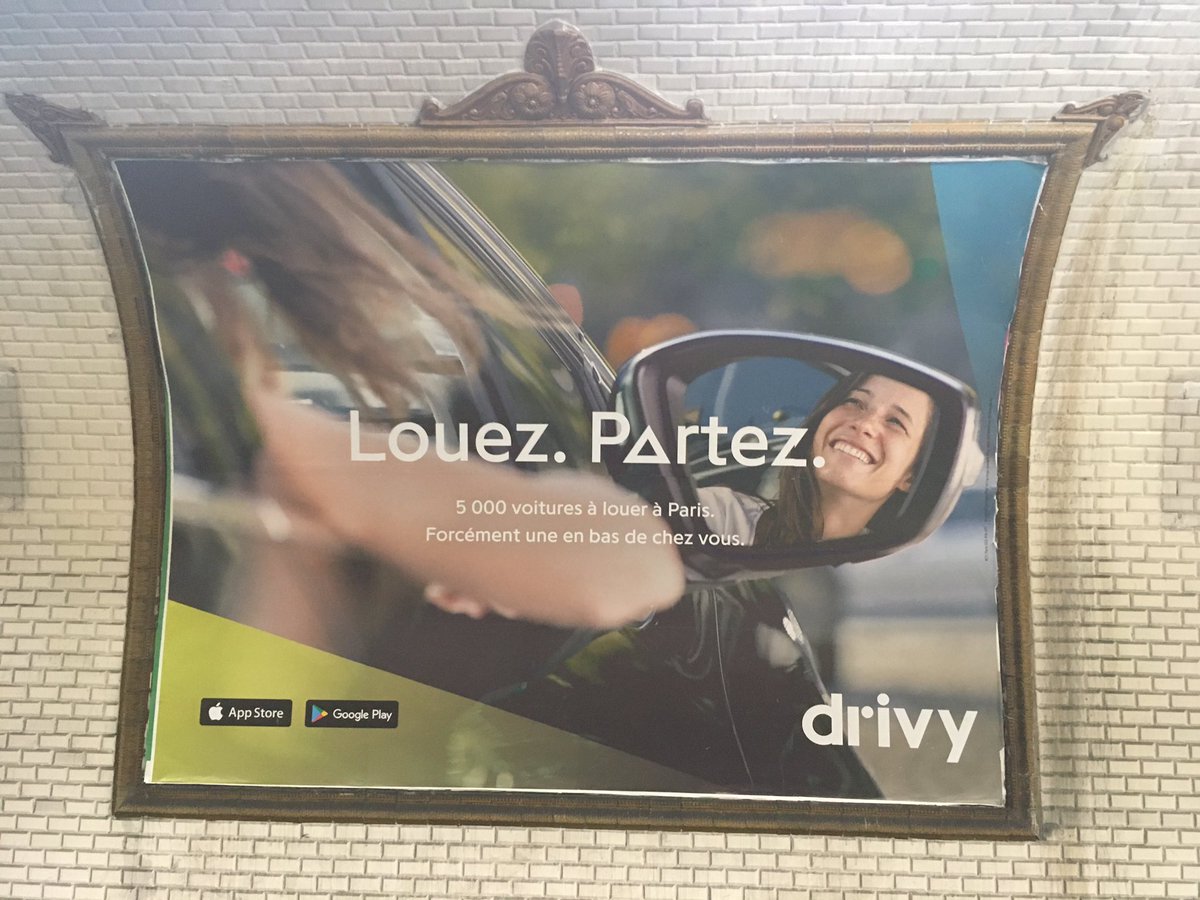 Louez. Partez.
5 000 voitures à louer à Paris.
Forcément une en bas de chez vous.
App Store
Google Play
drivy